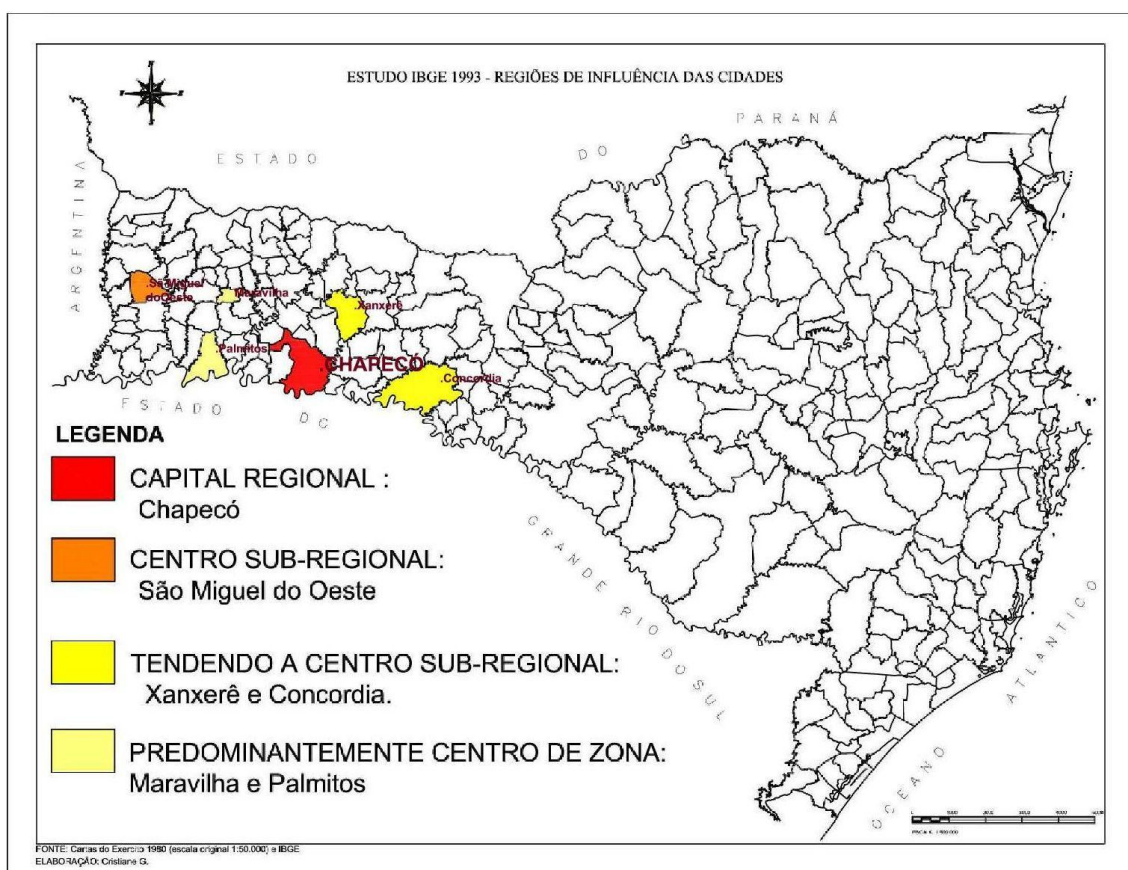 ESTUDO IBGE 1993 - REGIÕES DE INFLUÊNCIA DAS CIDADES
PARANÁ
ESTADO
DO
ARGENTINA
.Sã Miguel
doOeste
Maravilha
.Xanxerê
.Palmitos
.CHAPECÓ
.Concordia
ESTADO
DO
GRANDE RIO DO SUL
OCEANO
ATLANTICO
LEGENDA
CAPITAL REGIONAL :
Chapecó
CENTRO SUB-REGIONAL:
São Miguel do Oeste
TENDENDO A CENTRO SUB-REGIONAL:
Xanxerê e Concordia.
PREDOMINANTEMENTE CENTRO DE ZONA:
Maravilha e Palmitos
FONTE: Cartas do Exercito 1980 (escala original 1:50.000) e IBGE
ELABORAÇÃO: Cristiane G.